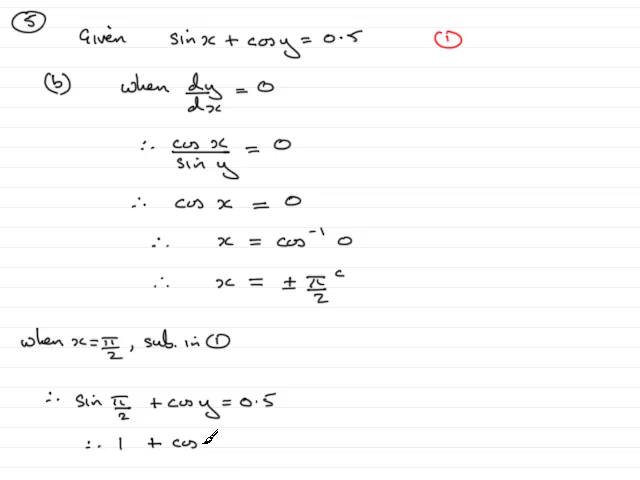 ⑤ Given sin x + cos y = 0.5 ①
(b) when dy/dx = 0
∴ cos x / sin y = 0
∴ cos x = 0
∴ x = cos⁻¹ 0
∴ x = ± π/2 ᶜ
when x = π/2, sub. in ①
∴ sin π/2 + cos y = 0.5
∴ 1 + cos